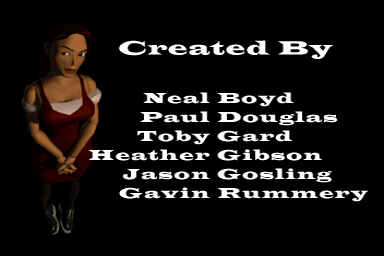 Created By
Neal Boyd
Paul Douglas
Toby Gard
Heather Gibson
Jason Gosling
Gavin Rummery